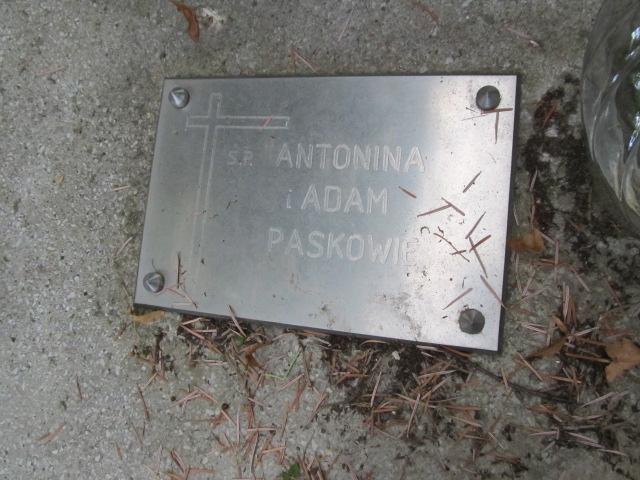 Ś.P. ANTONINA
i ADAM
PASKOWIE